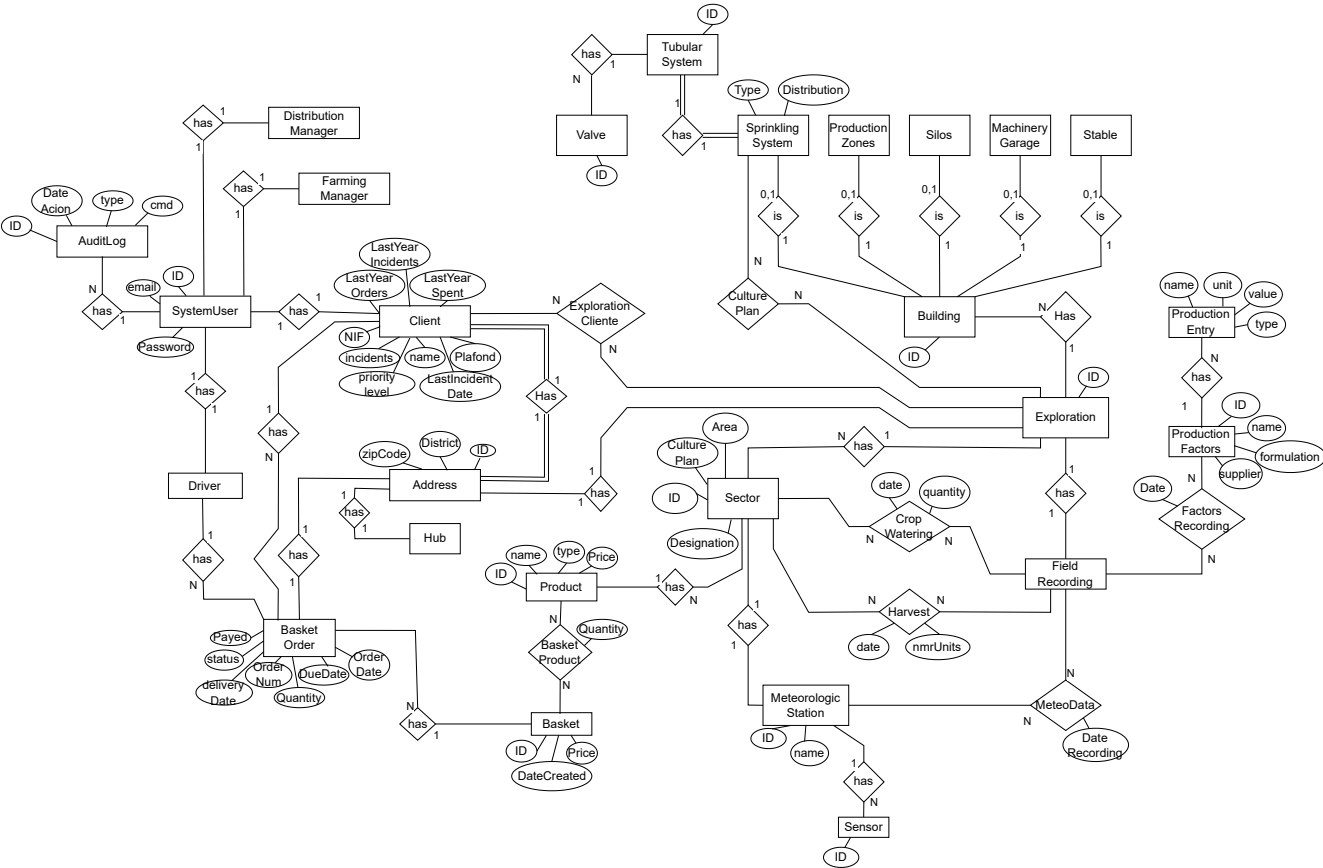 ID
Tubular
System
has
1
N
1
Valve
ID
has
1
Type
Distribution
Sprinkling
System
Production
Zones
Silos
Machinery
Garage
Stable
0,1
is
1
0,1
is
1
0,1
is
1
0,1
is
1
0,1
is
1
Distribution
Manager
has
1
1
Farming
Manager
has
1
1
Date
Acion
type
cmd
ID
AuditLog
N
has
1
email
ID
SystemUser
Password
has
1
1
LastYear
Incidents
LastYear
Orders
LastYear
Spent
Client
NIF
incidents
name
Plafond
priority
level
LastIncident
Date
N
Exploration
Cliente
N
N
Culture
Plan
N
Building
ID
N
Has
1
name
unit
value
type
Production
Entry
N
has
1
ID
name
formulation
supplier
Production
Factors
N
Date
Factors
Recording
N
ID
Exploration
1
has
1
1
Has
1
1
has
1
1
has
N
Driver
1
has
N
zipCode
District
ID
Address
1
has
1
Hub
1
has
1
1
has
1
Area
Culture
Plan
ID
Sector
Designation
N
has
1
date
quantity
Crop
Watering
N
N
Field
Recording
N
Harvest
N
date
nmrUnits
name
type
Price
ID
Product
1
has
N
1
has
1
N
Quantity
Basket
Product
N
Basket
ID
Price
DateCreated
Basket
Order
Payed
status
delivery
Date
Order
Num
Quantity
DueDate
Order
Date
N
has
1
Meteorologic
Station
ID
name
N
MeteoData
N
Date
Recording
1
has
N
Sensor
ID